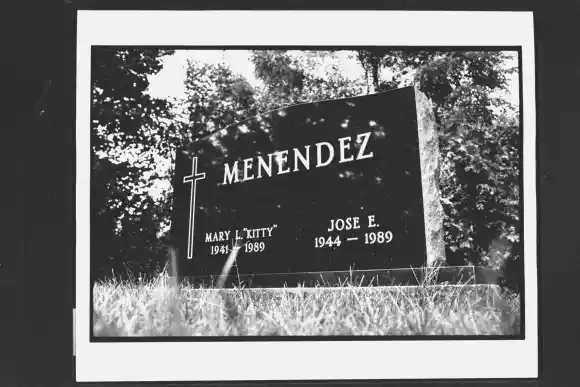 MENENDEZ
MARY L. "KITTY"
1941 — 1989
JOSE E.
1944 — 1989